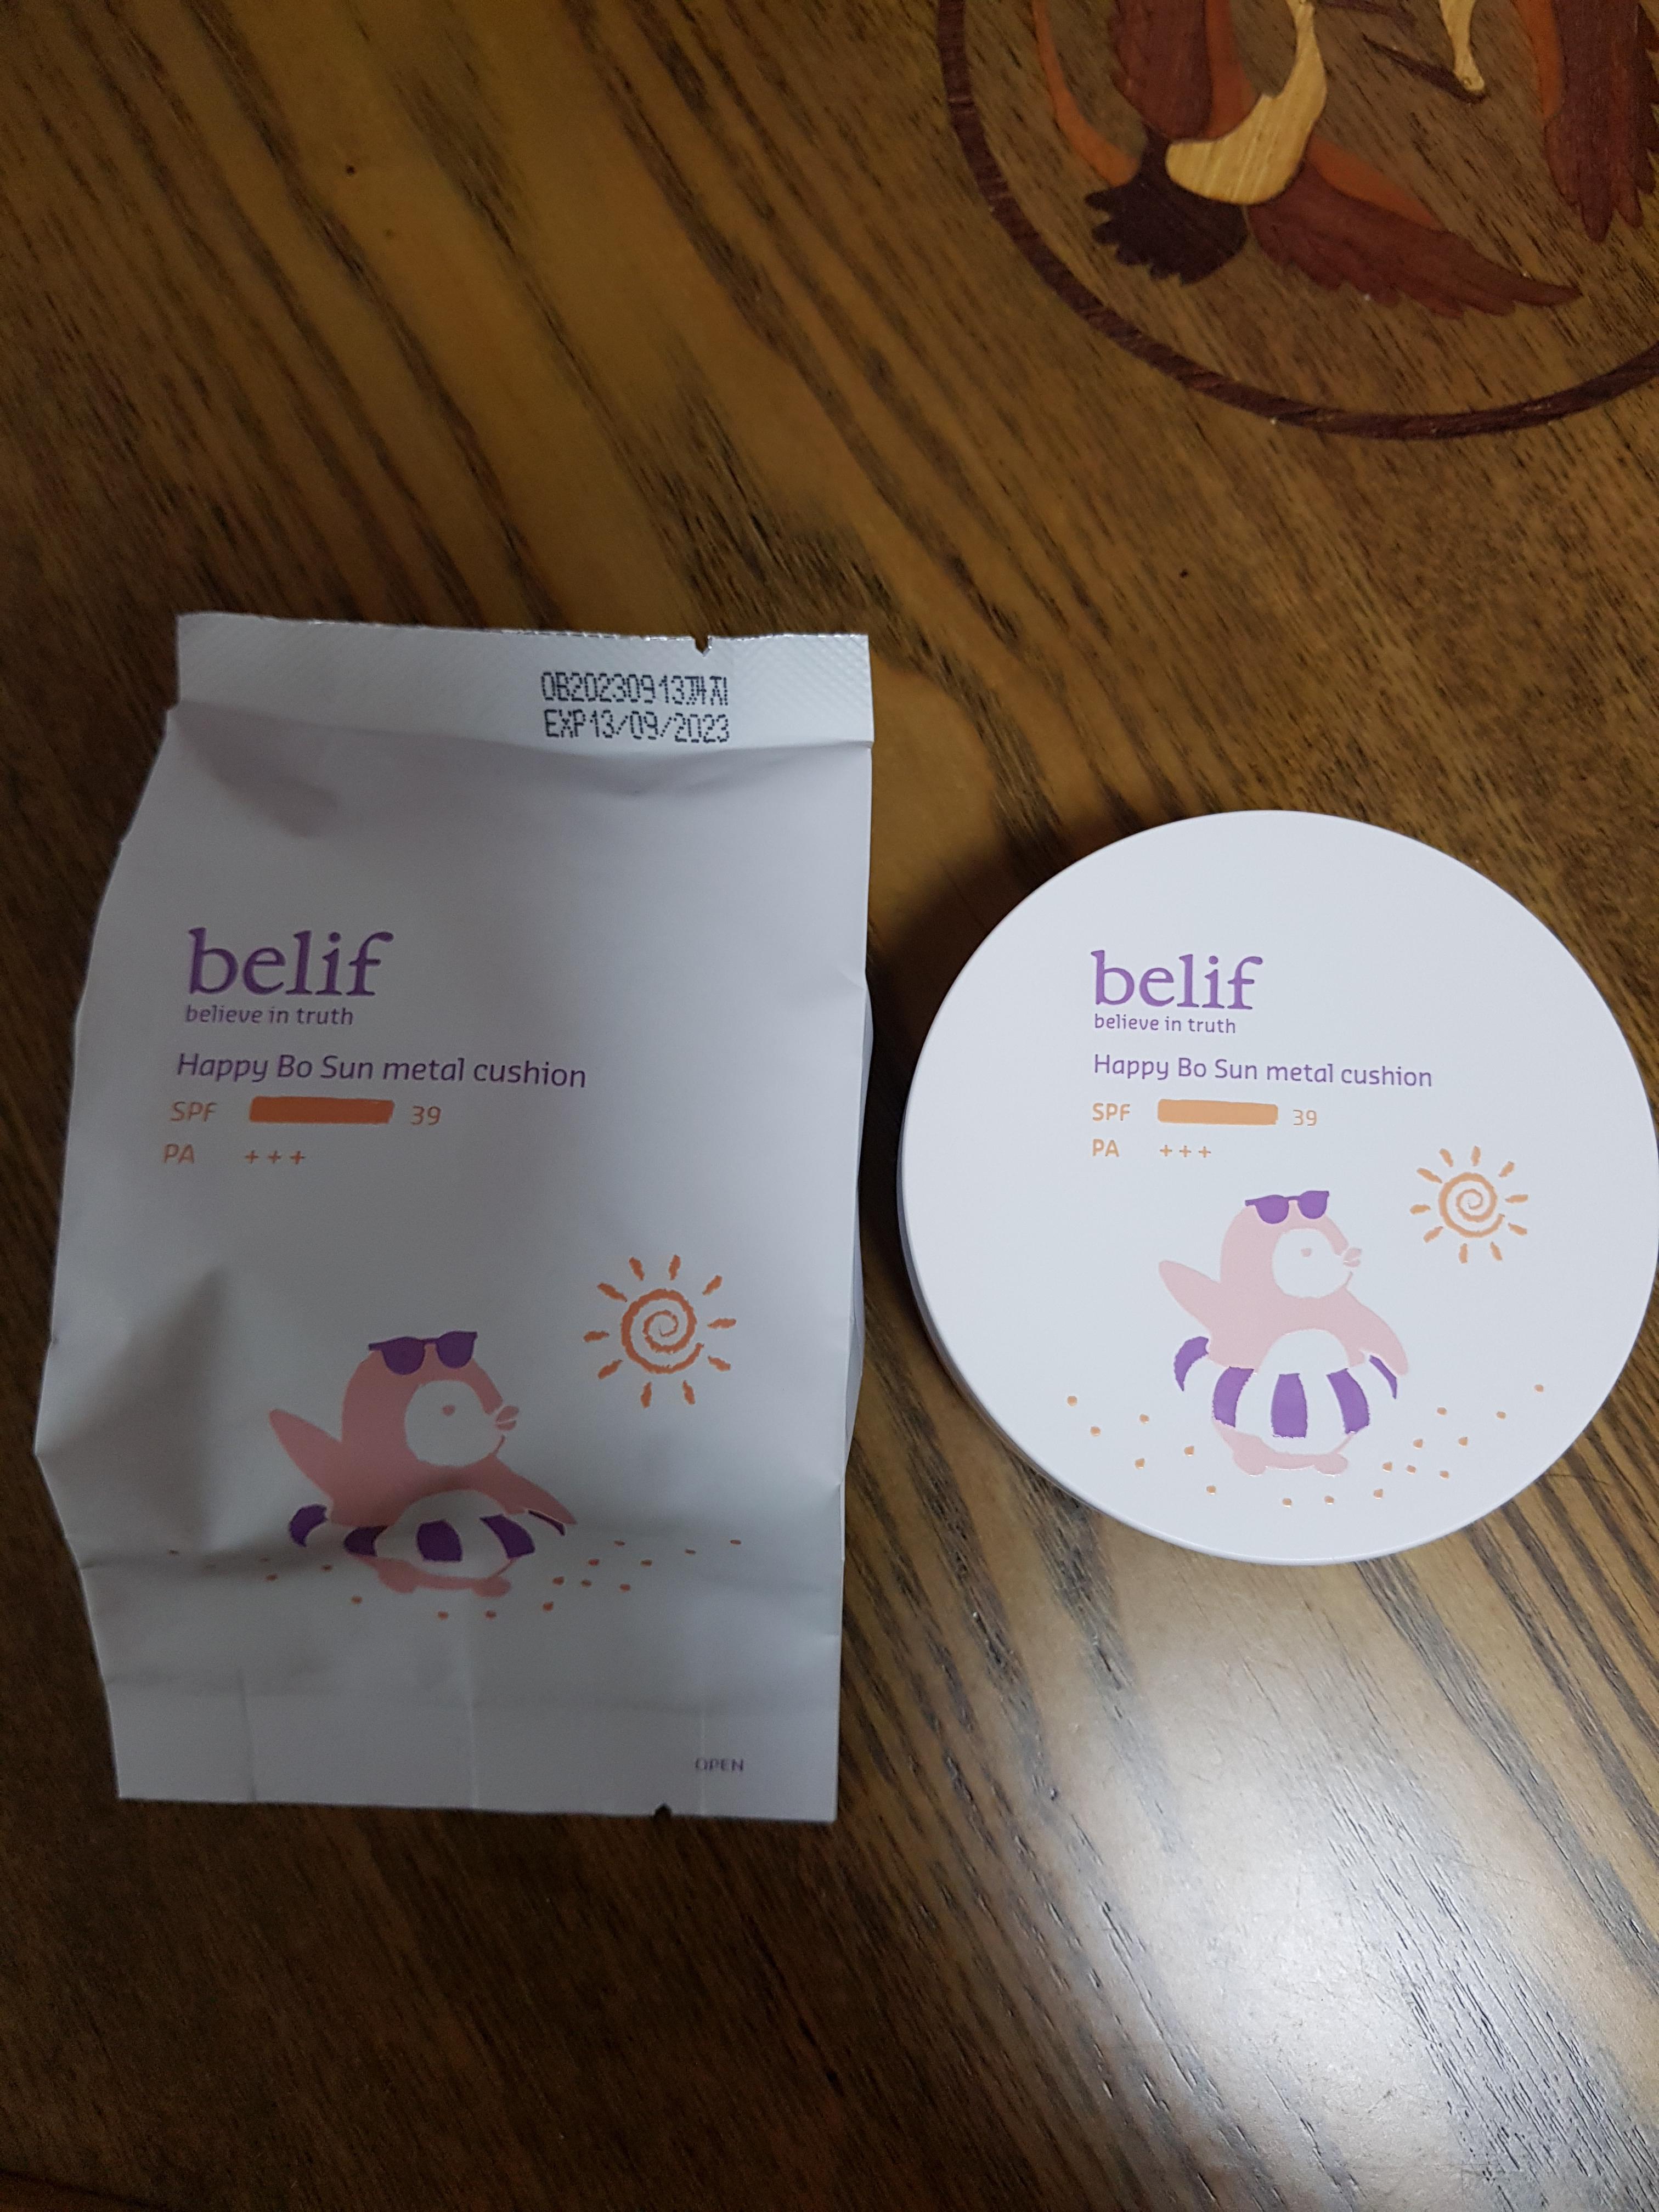 0B20230913까지
EXP13/09/2023
belif
believe in truth
Happy Bo Sun metal cushion
SPF 39
PA +++
OPEN
belif
believe in truth
Happy Bo Sun metal cushion
SPF 39
PA +++